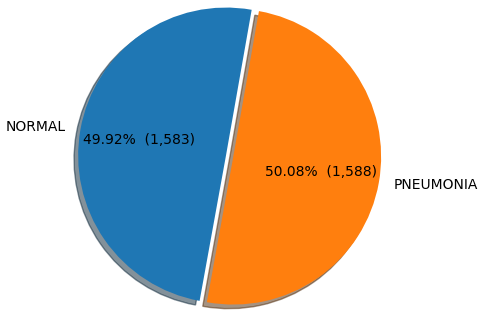 NORMAL
49.92%  (1,583)
50.08%  (1,588)
PNEUMONIA